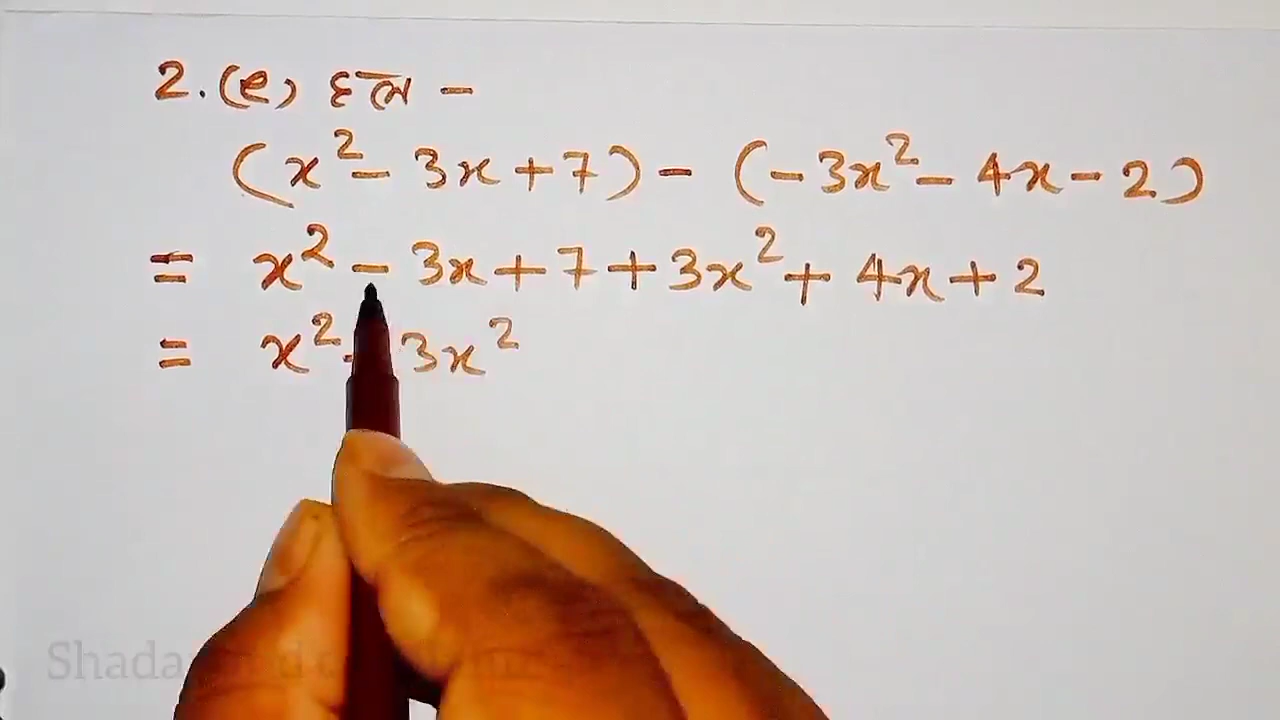 2. (e) হল –
(x² – 3x + 7) – (–3x² – 4x – 2)
= x² – 3x + 7 + 3x² + 4x + 2
= x² 3x²